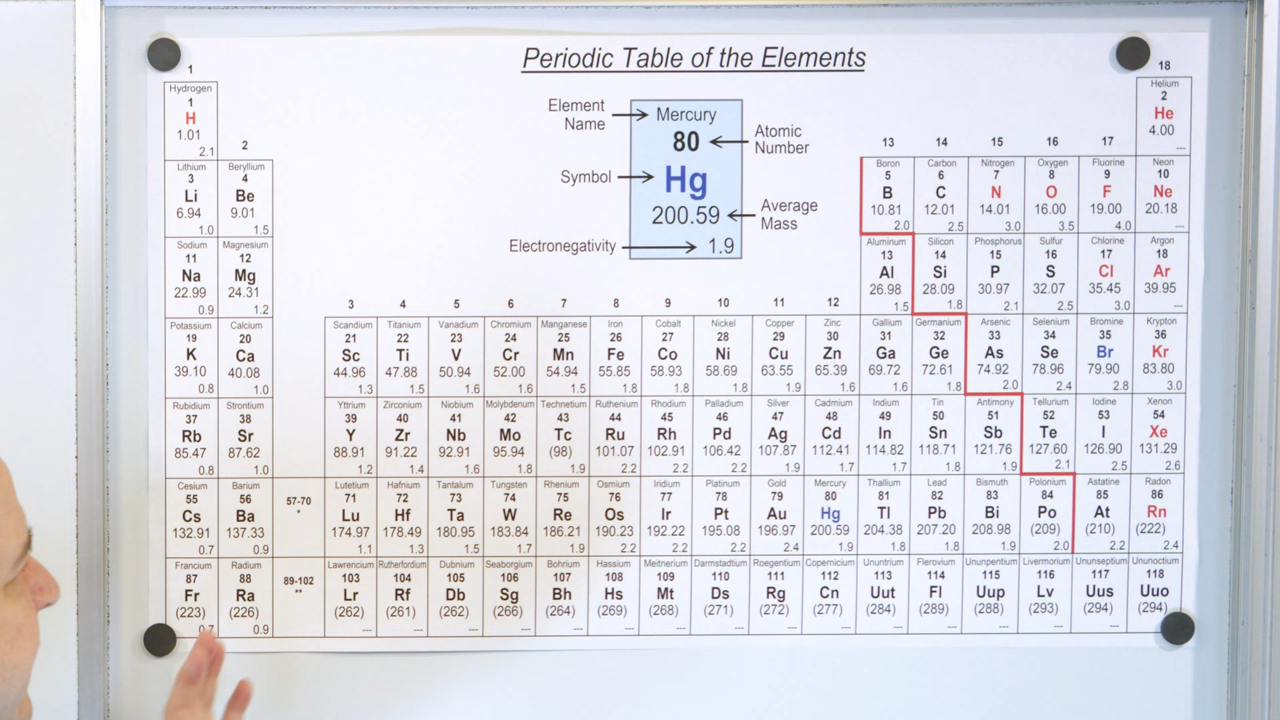 Periodic Table of the Elements
Element Name
Mercury
80
Atomic Number
Symbol
Hg
200.59
Average Mass
Electronegativity
1.9
1 18
Hydrogen Helium
1 2
H He
1.01 4.00
2.1 ---
2 13 14 15 16 17
Lithium Beryllium Boron Carbon Nitrogen Oxygen Fluorine Neon
3 4 5 6 7 8 9 10
Li Be B C N O F Ne
6.94 9.01 10.81 12.01 14.01 16.00 19.00 20.18
1.0 1.5 2.0 2.5 3.0 3.5 4.0 ---
Sodium Magnesium Aluminum Silicon Phosphorus Sulfur Chlorine Argon
11 12 13 14 15 16 17 18
Na Mg Al Si P S Cl Ar
22.99 24.31 26.98 28.09 30.97 32.07 35.45 39.95
0.9 1.2 1.5 1.8 2.1 2.5 3.0 ---
3 4 5 6 7 8 9 10 11 12
Potassium Calcium Scandium Titanium Vanadium Chromium Manganese Iron Cobalt Nickel Copper Zinc Gallium Germanium Arsenic Selenium Bromine Krypton
19 20 21 22 23 24 25 26 27 28 29 30 31 32 33 34 35 36
K Ca Sc Ti V Cr Mn Fe Co Ni Cu Zn Ga Ge As Se Br Kr
39.10 40.08 44.96 47.88 50.94 52.00 54.94 55.85 58.93 58.69 63.55 65.39 69.72 72.61 74.92 78.96 79.90 83.80
0.8 1.0 1.3 1.5 1.6 1.6 1.5 1.8 1.8 1.8 1.9 1.6 1.6 1.8 2.0 2.4 2.8 3.0
Rubidium Strontium Yttrium Zirconium Niobium Molybdenum Technetium Ruthenium Rhodium Palladium Silver Cadmium Indium Tin Antimony Tellurium Iodine Xenon
37 38 39 40 41 42 43 44 45 46 47 48 49 50 51 52 53 54
Rb Sr Y Zr Nb Mo Tc Ru Rh Pd Ag Cd In Sn Sb Te I Xe
85.47 87.62 88.91 91.22 92.91 95.94 (98) 101.07 102.91 106.42 107.87 112.41 114.82 118.71 121.76 127.60 126.90 131.29
0.8 1.0 1.2 1.4 1.6 1.8 1.9 2.2 2.2 2.2 1.9 1.7 1.7 1.8 1.9 2.1 2.5 2.6
Cesium Barium Lutetium Hafnium Tantalum Tungsten Rhenium Osmium Iridium Platinum Gold Mercury Thallium Lead Bismuth Polonium Astatine Radon
55 56 57-70 71 72 73 74 75 76 77 78 79 80 81 82 83 84 85 86
Cs Ba * Lu Hf Ta W Re Os Ir Pt Au Hg Tl Pb Bi Po At Rn
132.91 137.33 174.97 178.49 180.95 183.84 186.21 190.23 192.22 195.08 196.97 200.59 204.38 207.20 208.98 (209) (210) (222)
0.7 0.9 1.1 1.3 1.5 1.7 1.9 2.2 2.2 2.2 2.4 1.9 1.8 1.8 1.9 2.0 2.2 2.4
Francium Radium Lawrencium Rutherfordium Dubnium Seaborgium Bohrium Hassium Meitnerium Darmstadtium Roegentium Copernicium Ununtrium Flerovium Ununpentium Livermorium Ununseptium Ununoctium
87 88 89-102 103 104 105 106 107 108 109 110 111 112 113 114 115 116 117 118
Fr Ra ** Lr Rf Db Sg Bh Hs Mt Ds Rg Cn Uut Fl Uup Lv Uus Uuo
(223) (226) (262) (261) (262) (266) (264) (269) (268) (271) (272) (277) (284) (289) (288) (293) (294) (294)
0.7 0.9 --- --- --- --- --- --- --- --- --- --- --- --- --- --- --- ---